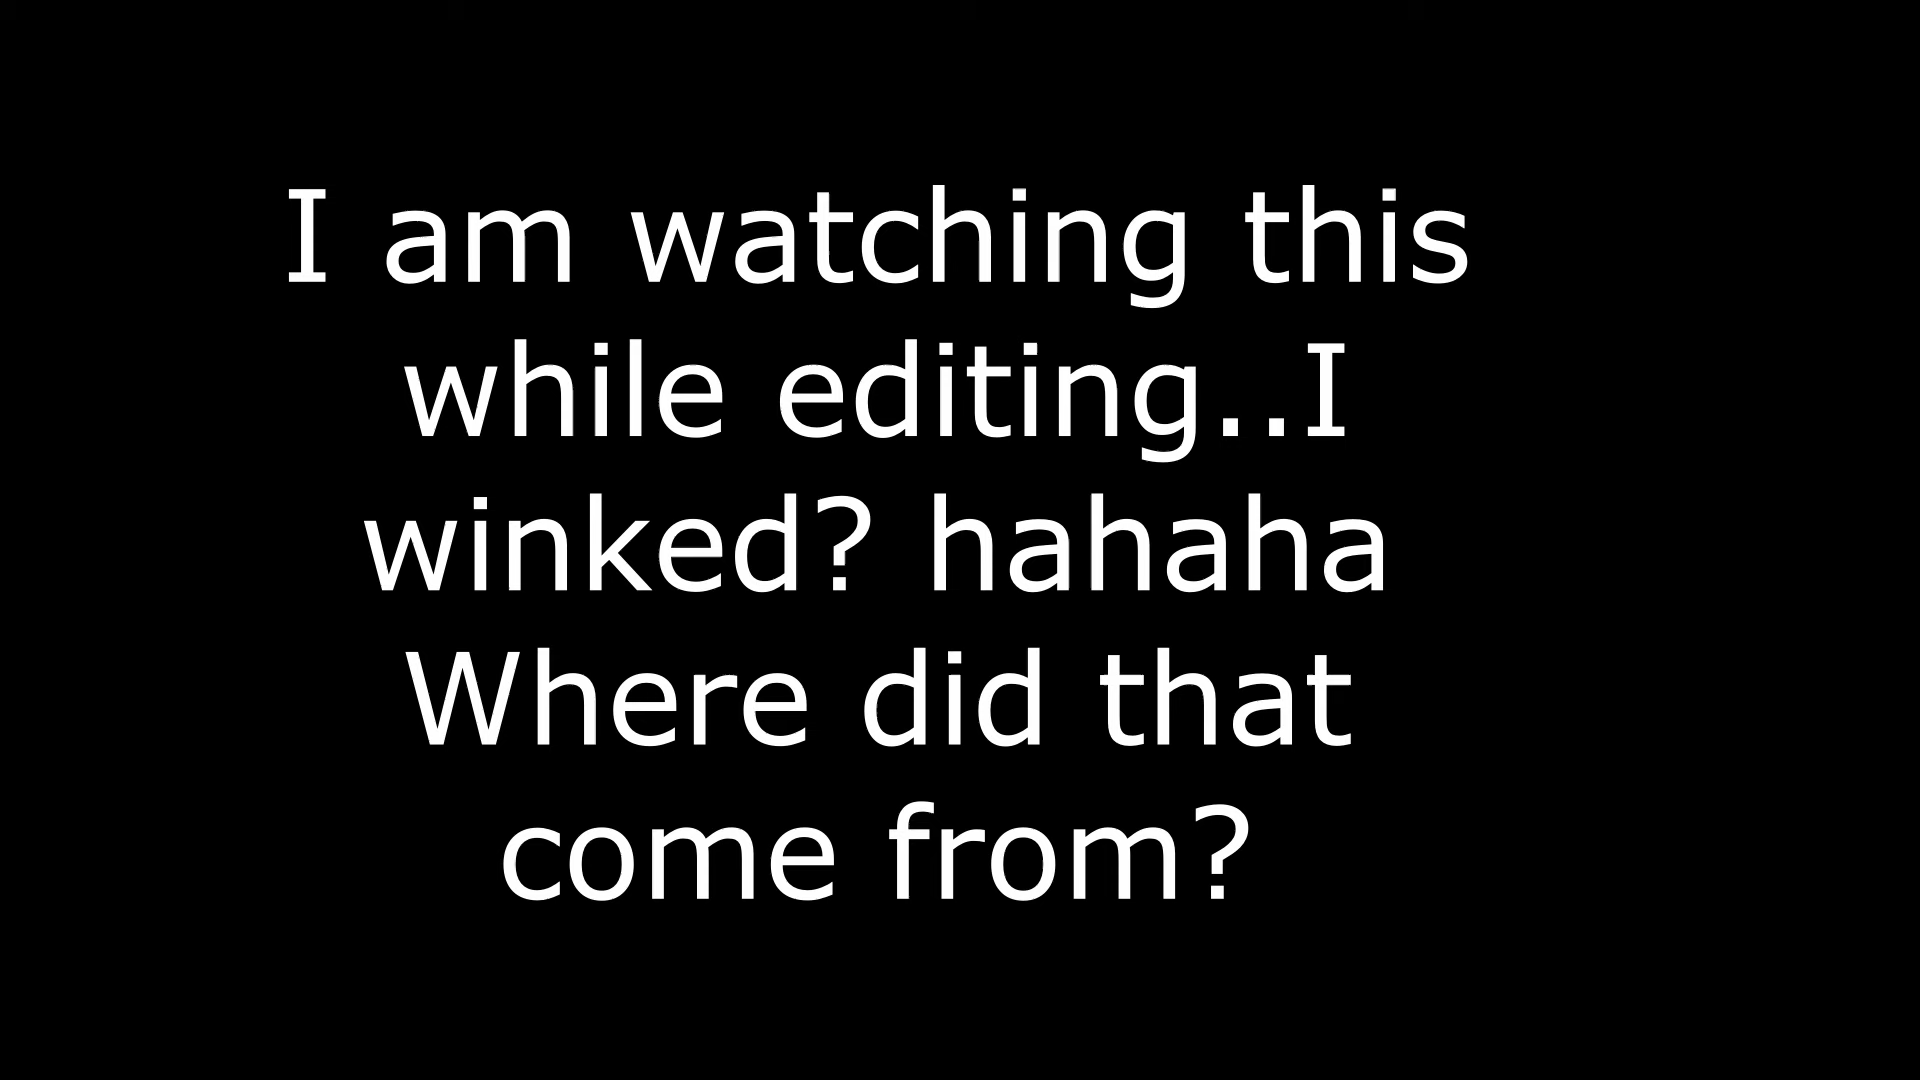 I am watching this
while editing..I
winked? hahaha
Where did that
come from?